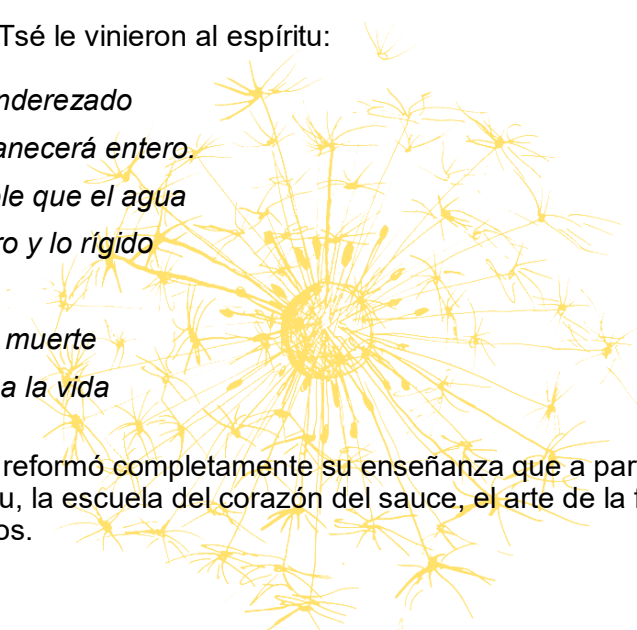 Tsé le vinieron al espíritu:
nderezado
anecerá entero.
le que el agua
ro y lo rígido
muerte
a la vida
reformó completamente su enseñanza que a par
u, la escuela del corazón del sauce, el arte de la f
os.